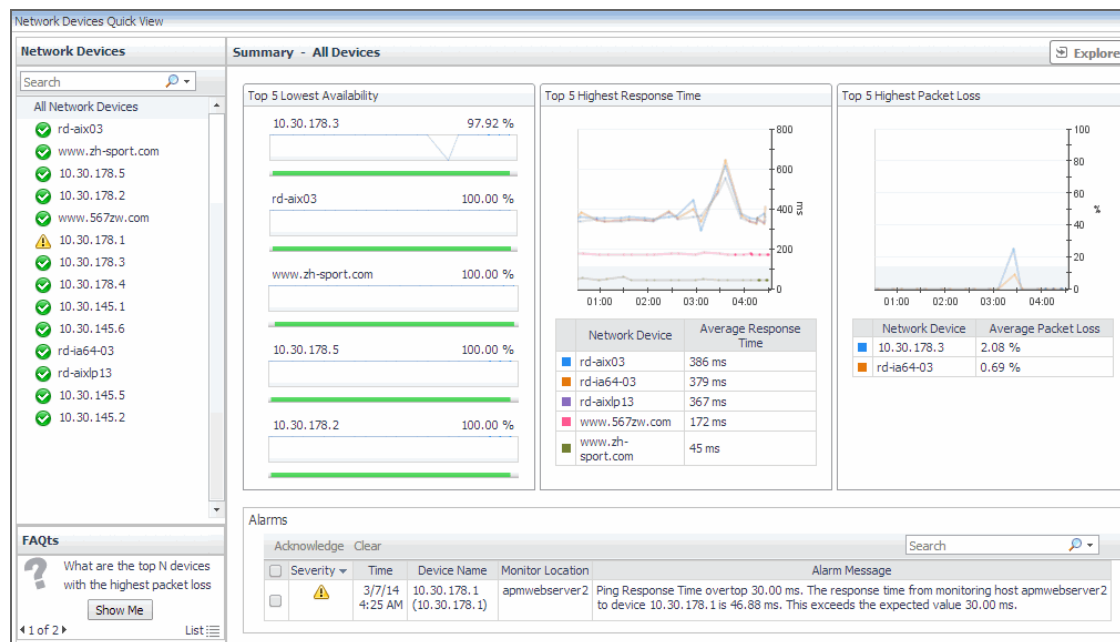 Network Devices Quick View
Network Devices
Search
All Network Devices
rd-aix03
www.zh-sport.com
10.30.178.5
10.30.178.2
www.567zw.com
10.30.178.1
10.30.178.3
10.30.178.4
10.30.145.1
10.30.145.6
rd-ia64-03
rd-aixlp13
10.30.145.5
10.30.145.2
FAQts
?
What are the top N devices
with the highest packet loss
Show Me
1 of 2
List
Summary - All Devices
Explore
Top 5 Lowest Availability
10.30.178.3 97.92 %
rd-aix03 100.00 %
www.zh-sport.com 100.00 %
10.30.178.5 100.00 %
10.30.178.2 100.00 %
Top 5 Highest Response Time
800
600
400
200
0
ms
01:00 02:00 03:00 04:00
Network Device Average Response
Time
rd-aix03 386 ms
rd-ia64-03 379 ms
rd-aixlp13 367 ms
www.567zw.com 172 ms
www.zh-
sport.com 45 ms
Top 5 Highest Packet Loss
100
80
60
40
20
0
%
01:00 02:00 03:00 04:00
Network Device Average Packet Loss
10.30.178.3 2.08 %
rd-ia64-03 0.69 %
Alarms
Acknowledge Clear
Search
Severity Time Device Name Monitor Location Alarm Message
3/7/14 10.30.178.1 apmwebserver2 Ping Response Time overtop 30.00 ms. The response time from monitoring host apmwebserver2
4:25 AM (10.30.178.1) to device 10.30.178.1 is 46.88 ms. This exceeds the expected value 30.00 ms.